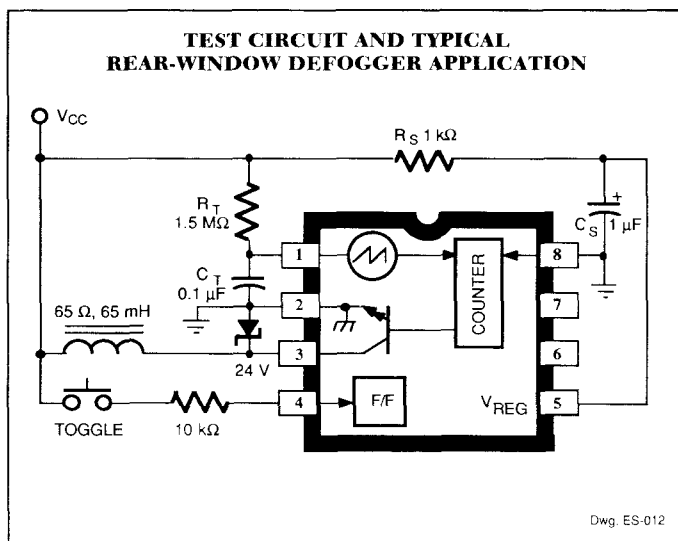 TEST CIRCUIT AND TYPICAL
REAR-WINDOW DEFOGGER APPLICATION
VCC
RS 1 kΩ
RT
1.5 MΩ
+
CS 1 µF
1
8
CT
0.1 µF
COUNTER
2
7
65 Ω, 65 mH
3
6
24 V
4
F/F
VREG
5
TOGGLE
10 kΩ
Dwg. ES-012